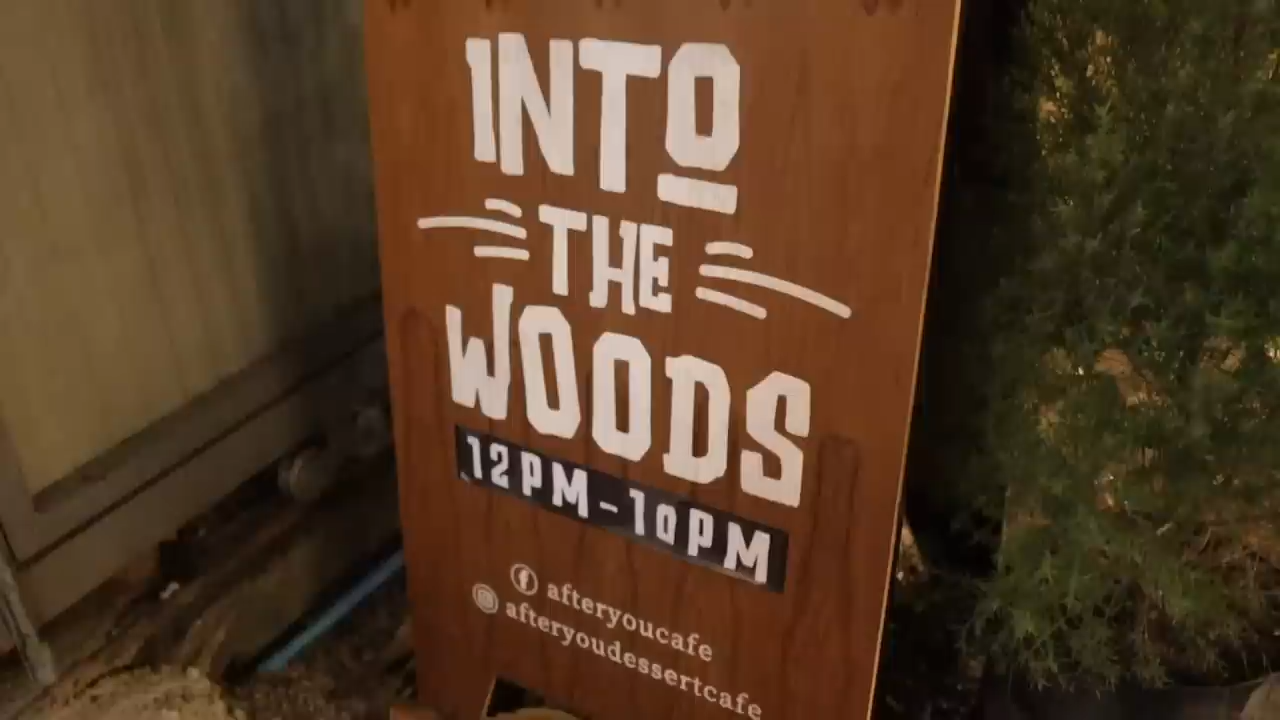 INTO
THE
WOODS
12PM-10PM
afteryoucafe
afteryoudessertcafe